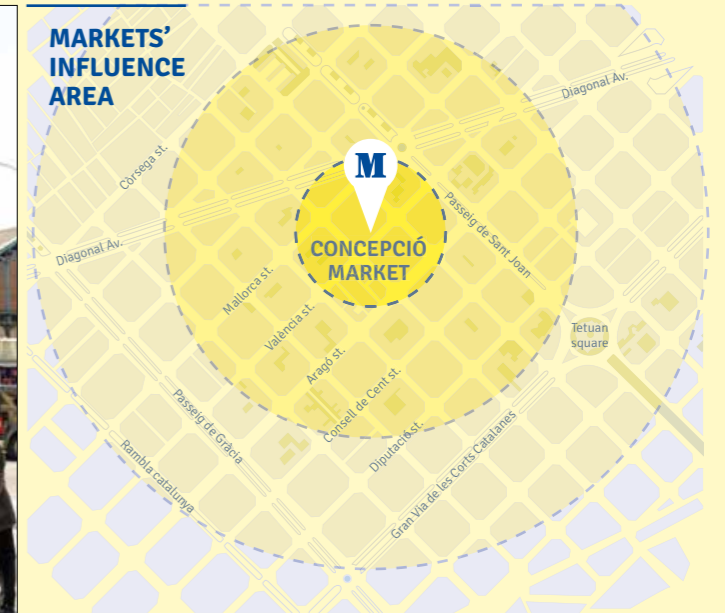 MARKETS’
INFLUENCE
AREA
Diagonal Av.
Còrsega st.
M
Passeig de Sant Joan
CONCEPCIÓ
MARKET
Diagonal Av.
Mallorca st.
València st.
Tetuan
square
Aragó st.
Consell de Cent st.
Passeig de Gràcia
Diputació st.
Gran Via de les Corts Catalanes
Rambla catalunya